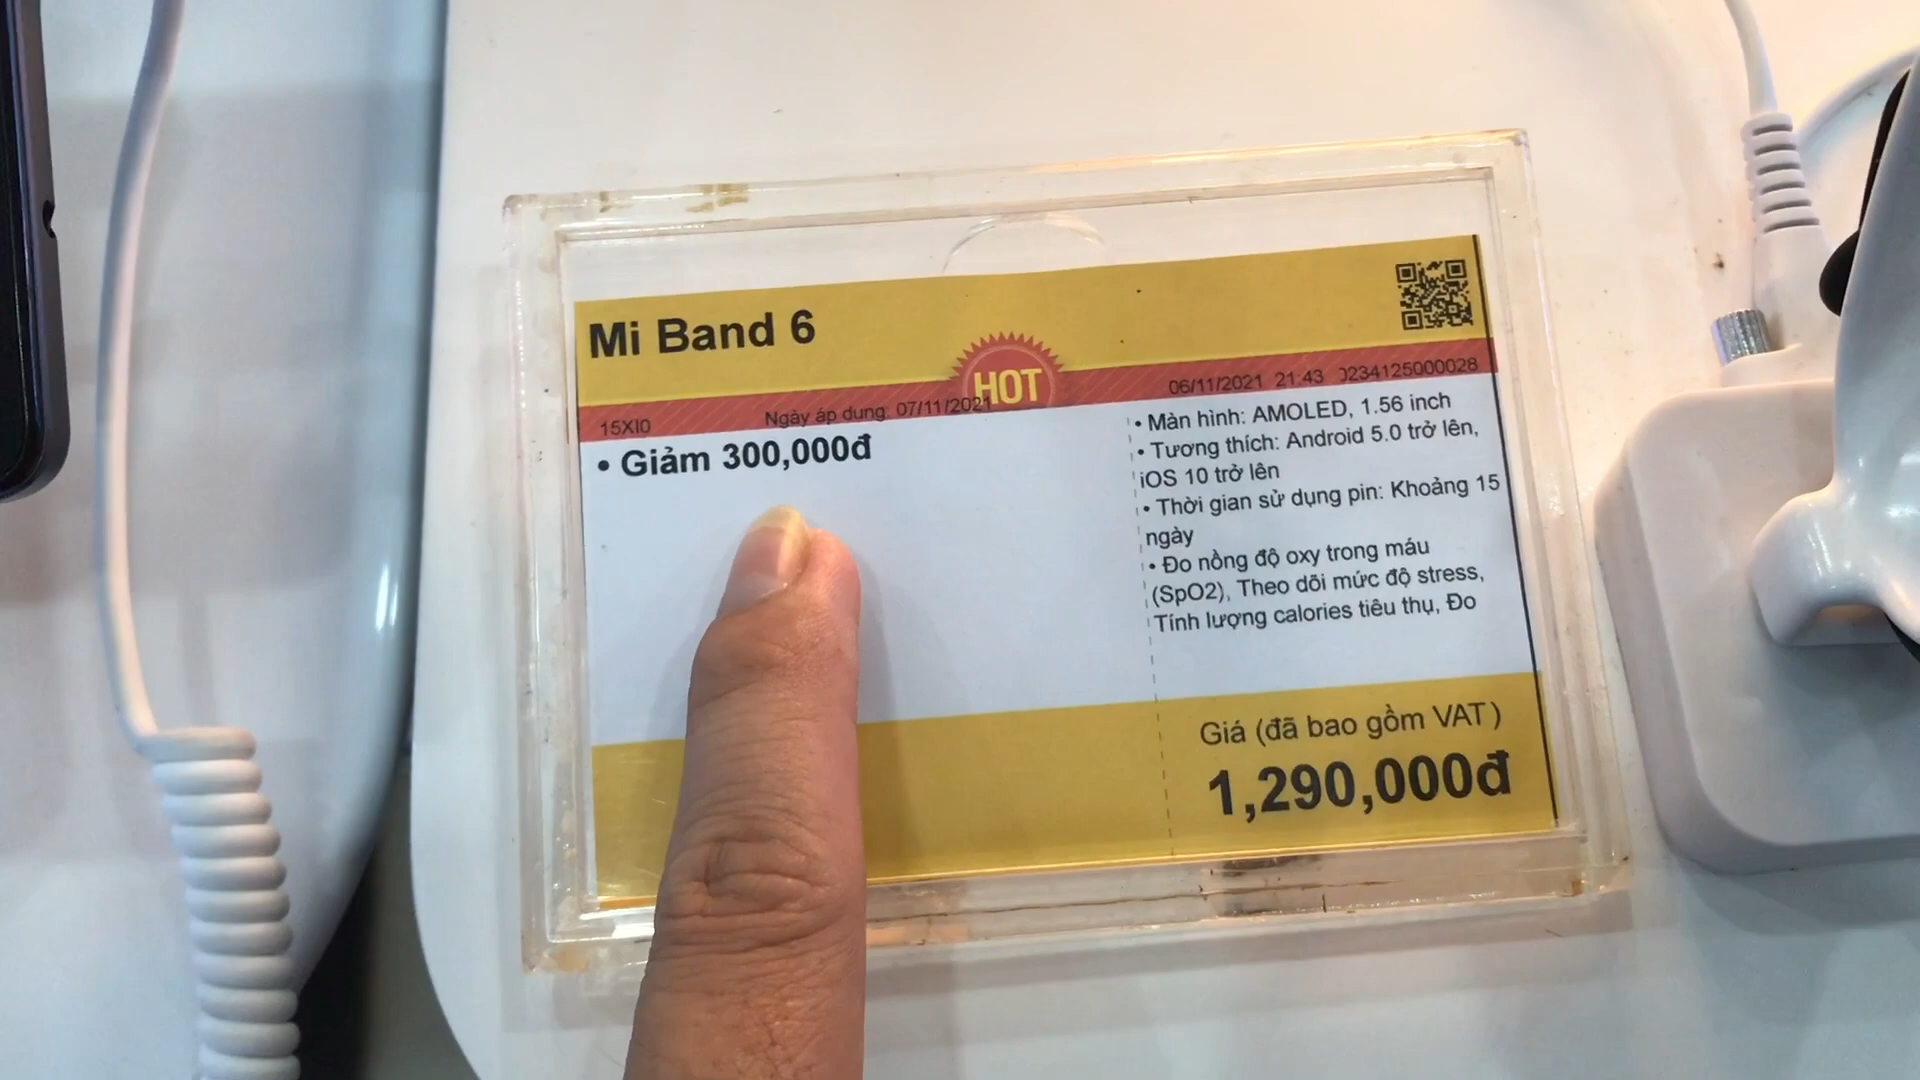 Mi Band 6
HOT
06/11/2021 21:43 0234125000028
15XI0
Ngày áp dụng: 07/11/2021
• Giảm 300,000đ
• Màn hình: AMOLED, 1.56 inch
• Tương thích: Android 5.0 trở lên,
iOS 10 trở lên
• Thời gian sử dụng pin: Khoảng 15
ngày
• Đo nồng độ oxy trong máu
(SpO2), Theo dõi mức độ stress,
Tính lượng calories tiêu thụ, Đo
Giá (đã bao gồm VAT)
1,290,000đ